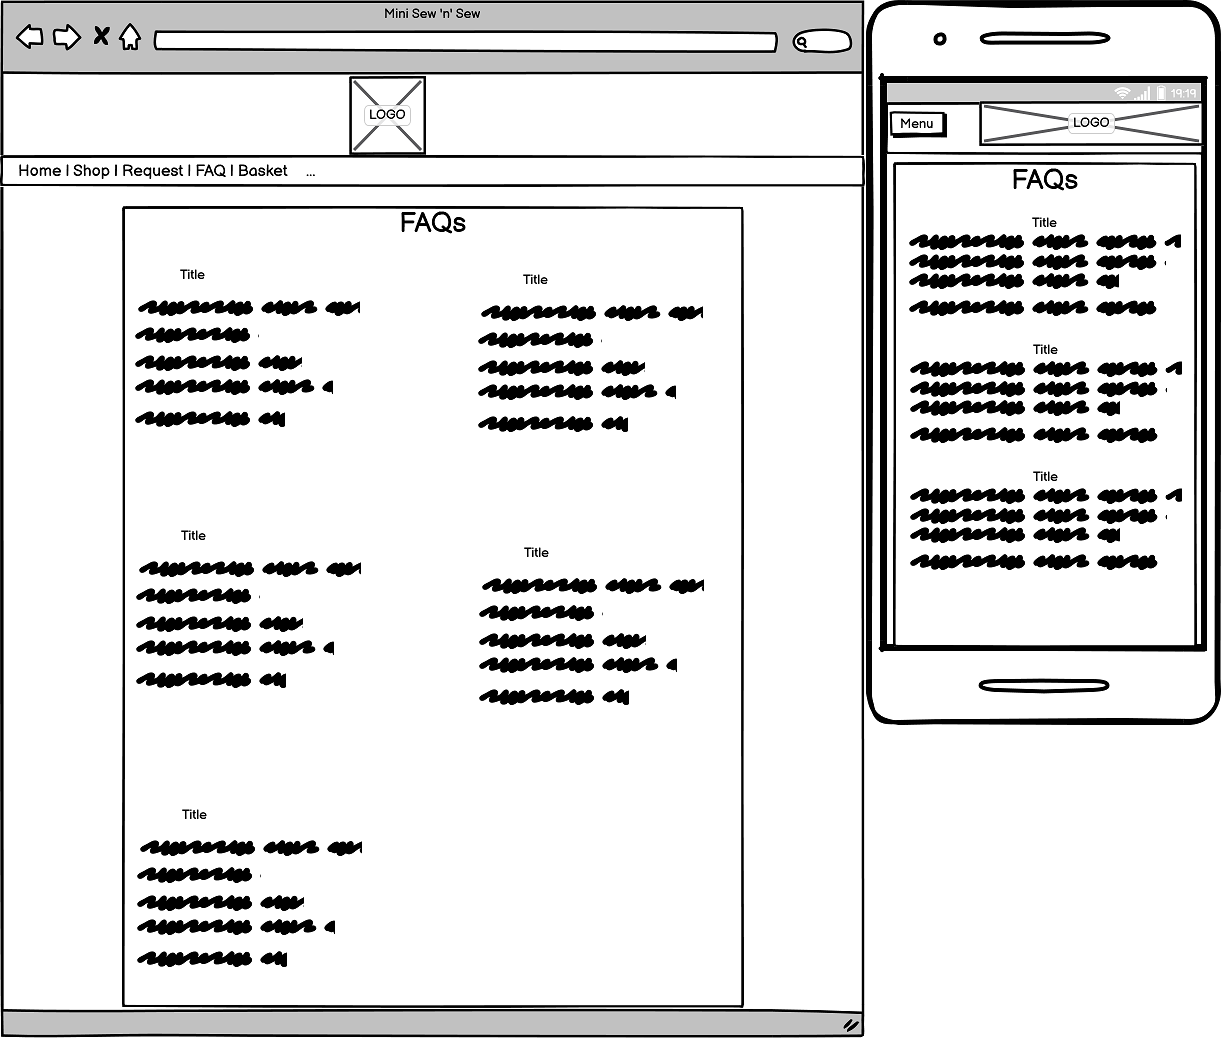 Mini Sew 'n' Sew
LOGO
Home | Shop | Request | FAQ | Basket ...
FAQs
Title
Title
Title
Title
Title
19:19
Menu
LOGO
FAQs
Title
Title
Title